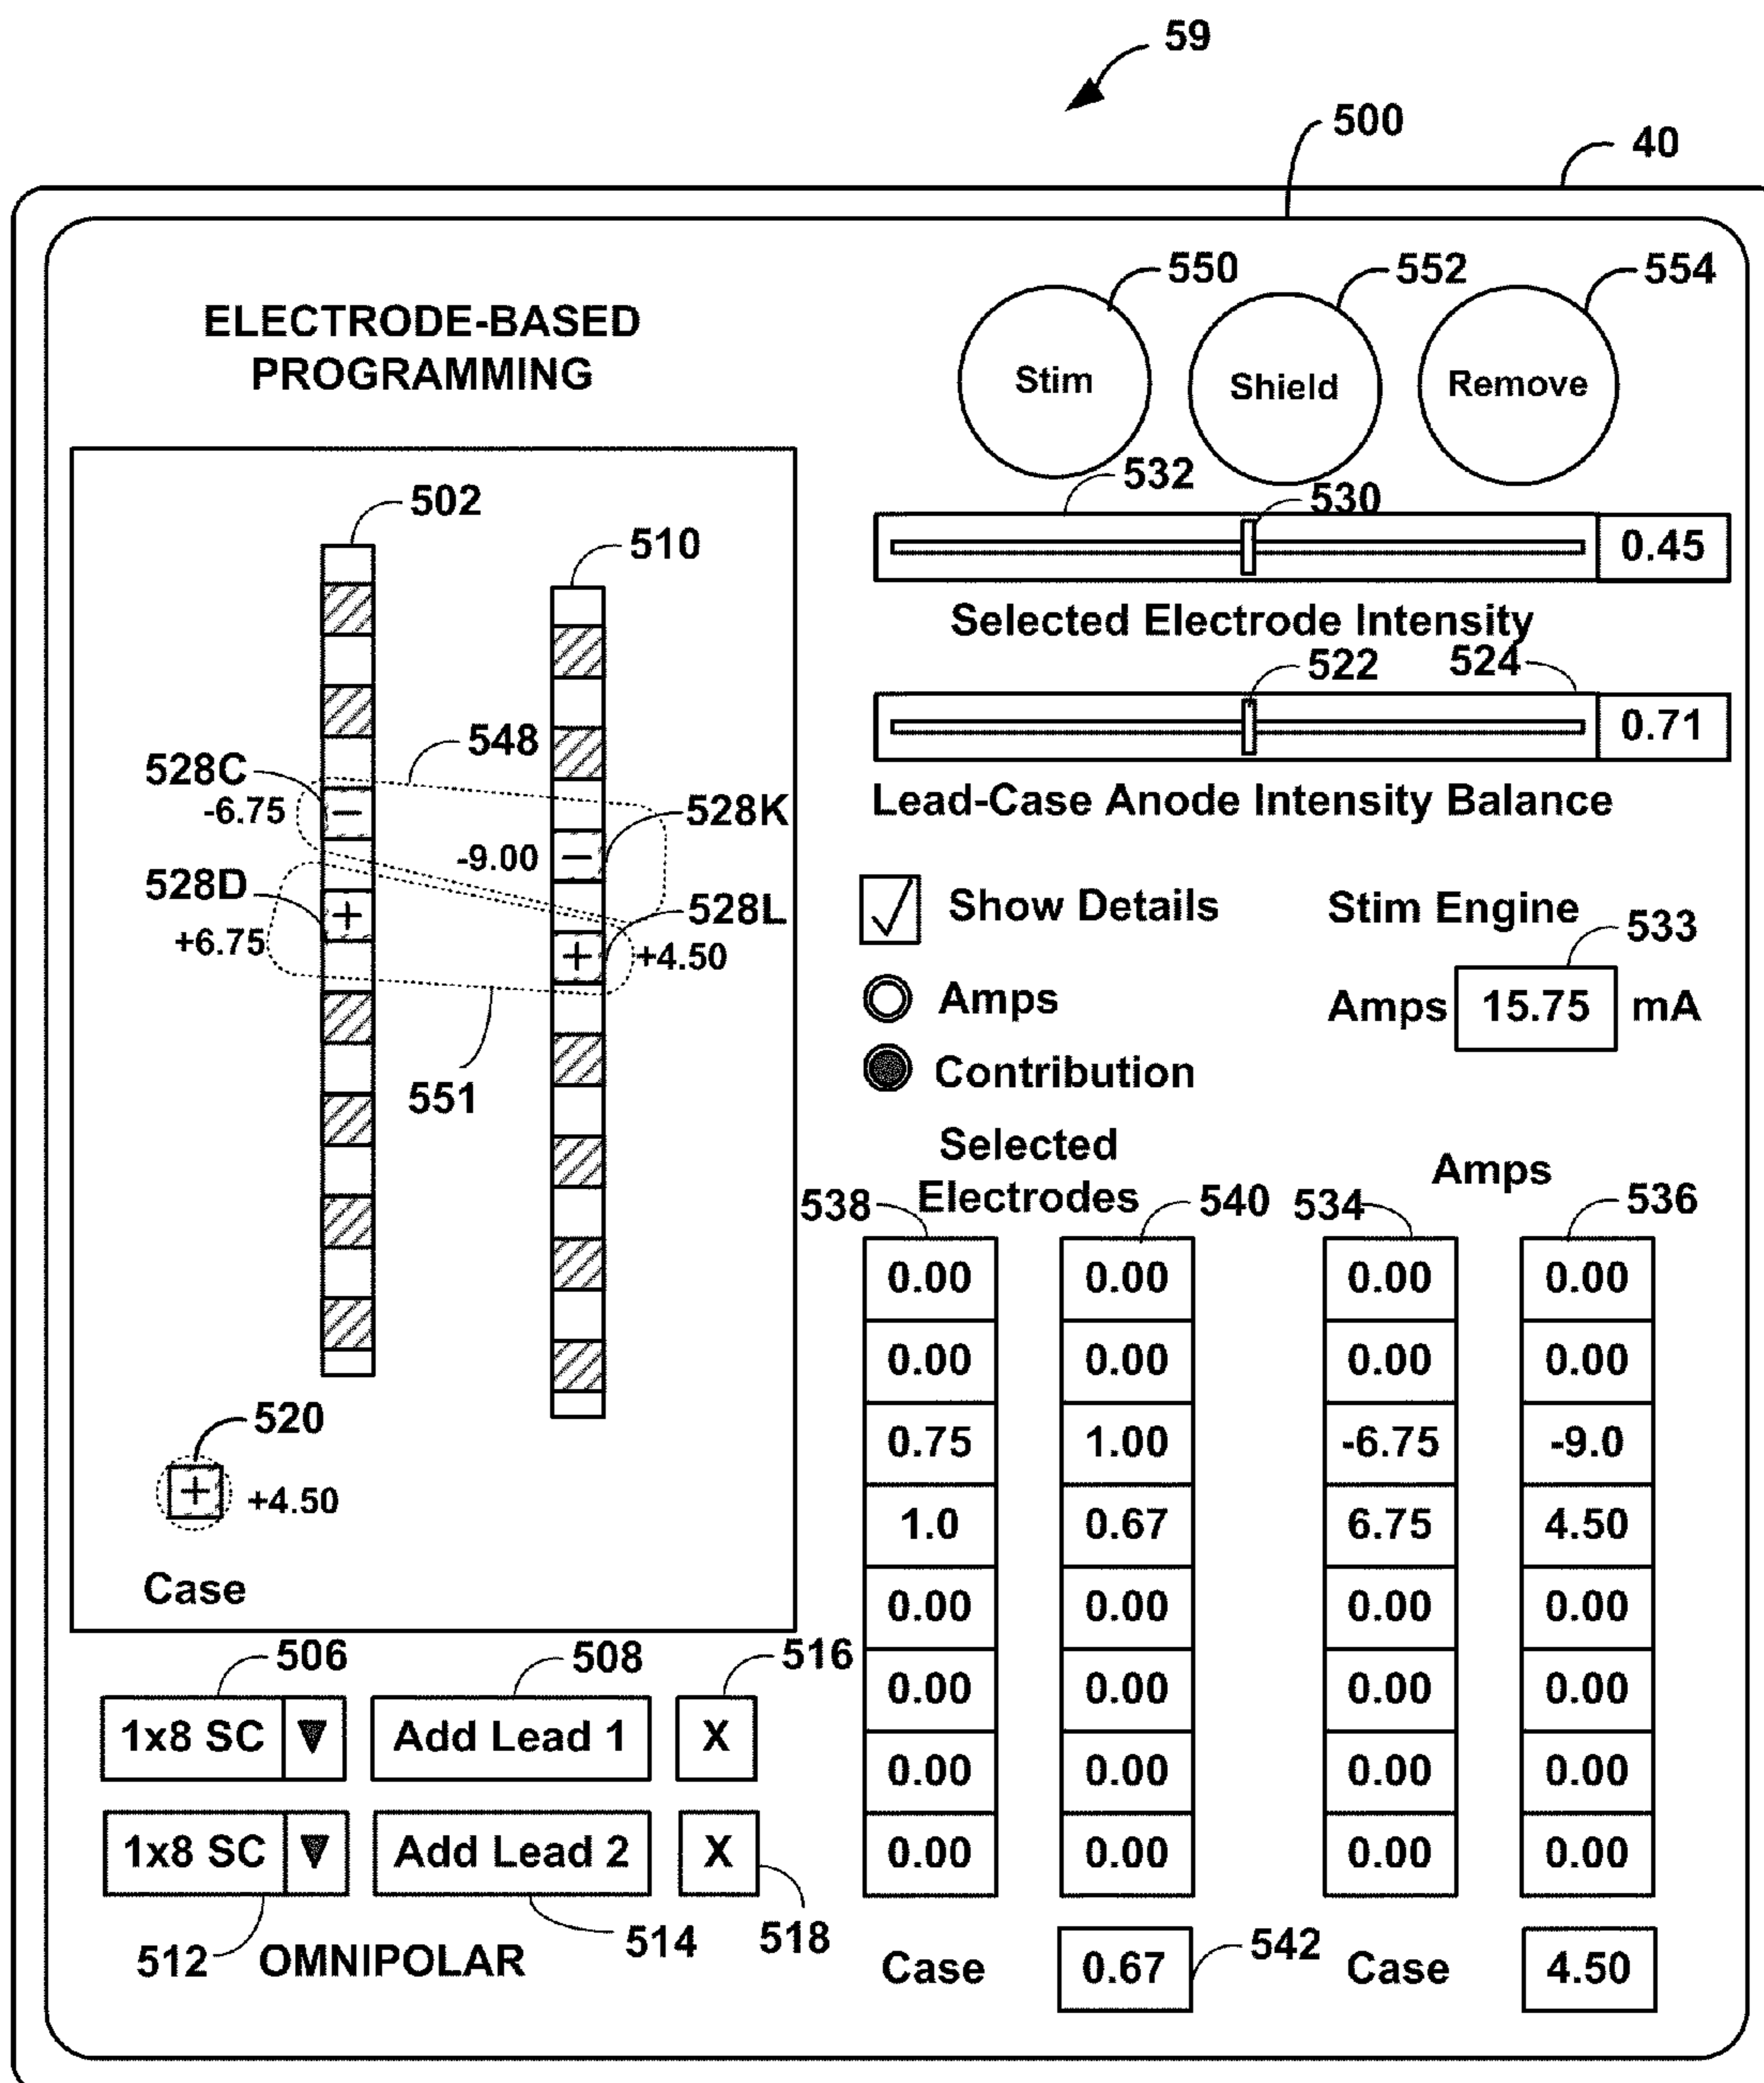 59
500
40
550
552
554
ELECTRODE-BASED
PROGRAMMING
Stim
Shield
Remove
532
530
0.45
Selected Electrode Intensity
522
524
0.71
Lead-Case Anode Intensity Balance
502
510
548
528C
-6.75
−
528K
-9.00
−
528D
+
+6.75
528L
+
+4.50
551
520
+
+4.50
Case
Show Details
Stim Engine
533
Amps
Amps 15.75 mA
Contribution
Selected
Electrodes
Amps
538
540
534
536
0.00 0.00 0.00 0.00
0.00 0.00 0.00 0.00
0.75 1.00 -6.75 -9.0
1.0 0.67 6.75 4.50
0.00 0.00 0.00 0.00
0.00 0.00 0.00 0.00
0.00 0.00 0.00 0.00
0.00 0.00 0.00 0.00
Case 0.67 542 Case 4.50
506
508
516
1x8 SC Add Lead 1 X
1x8 SC Add Lead 2 X
512
OMNIPOLAR
514
518